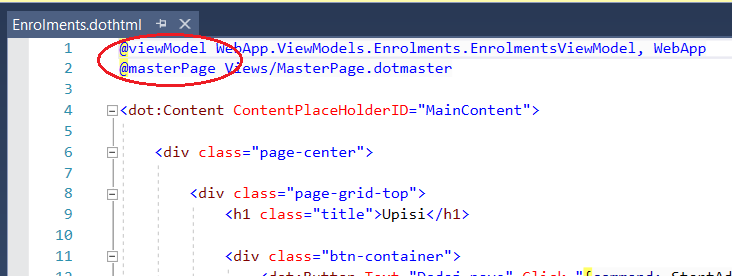 Enrolments.dothtml
1 @viewModel WebApp.ViewModels.Enrolments.EnrolmentsViewModel, WebApp
2 @masterPage Views/MasterPage.dotmaster
3
4 <dot:Content ContentPlaceHolderID="MainContent">
5
6 <div class="page-center">
7
8 <div class="page-grid-top">
9 <h1 class="title">Upisi</h1>
10
11 <div class="btn-container">